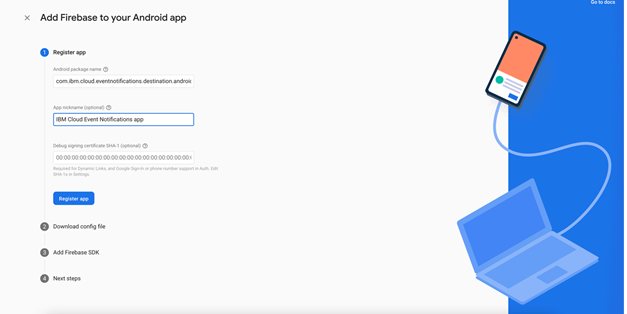 Go to docs
Add Firebase to your Android app
1 Register app
Android package name
com.ibm.cloud.eventnotifications.destination.android
App nickname (optional)
IBM Cloud Event Notifications app
Debug signing certificate SHA-1 (optional)
00:00:00:00:00:00:00:00:00:00:00:00:00:00:00:00:
Required for Dynamic Links, and Google Sign-In or phone number support in Auth. Edit
SHA-1s in Settings.
Register app
2 Download config file
3 Add Firebase SDK
4 Next steps